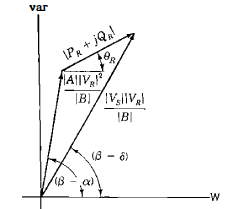 var
|P_R + jQ_R|
θ_R
|A||V_R|²
|B|
|V_S||V_R|
|B|
(β − δ)
(β − α)
W